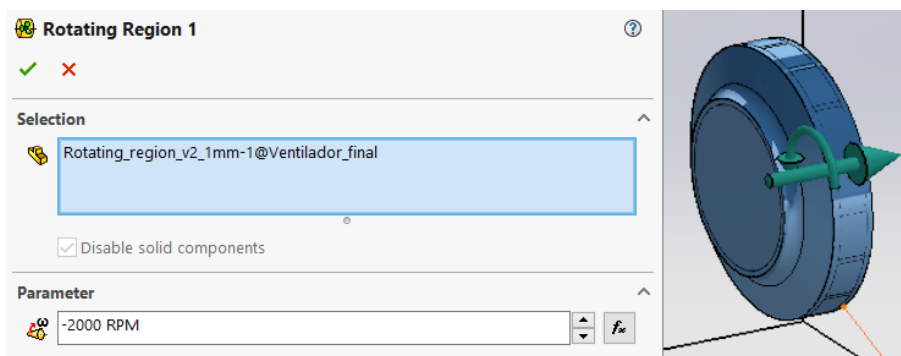 Rotating Region 1
Selection
Rotating_region_v2_1mm-1@Ventilador_final
Disable solid components
Parameter
-2000 RPM